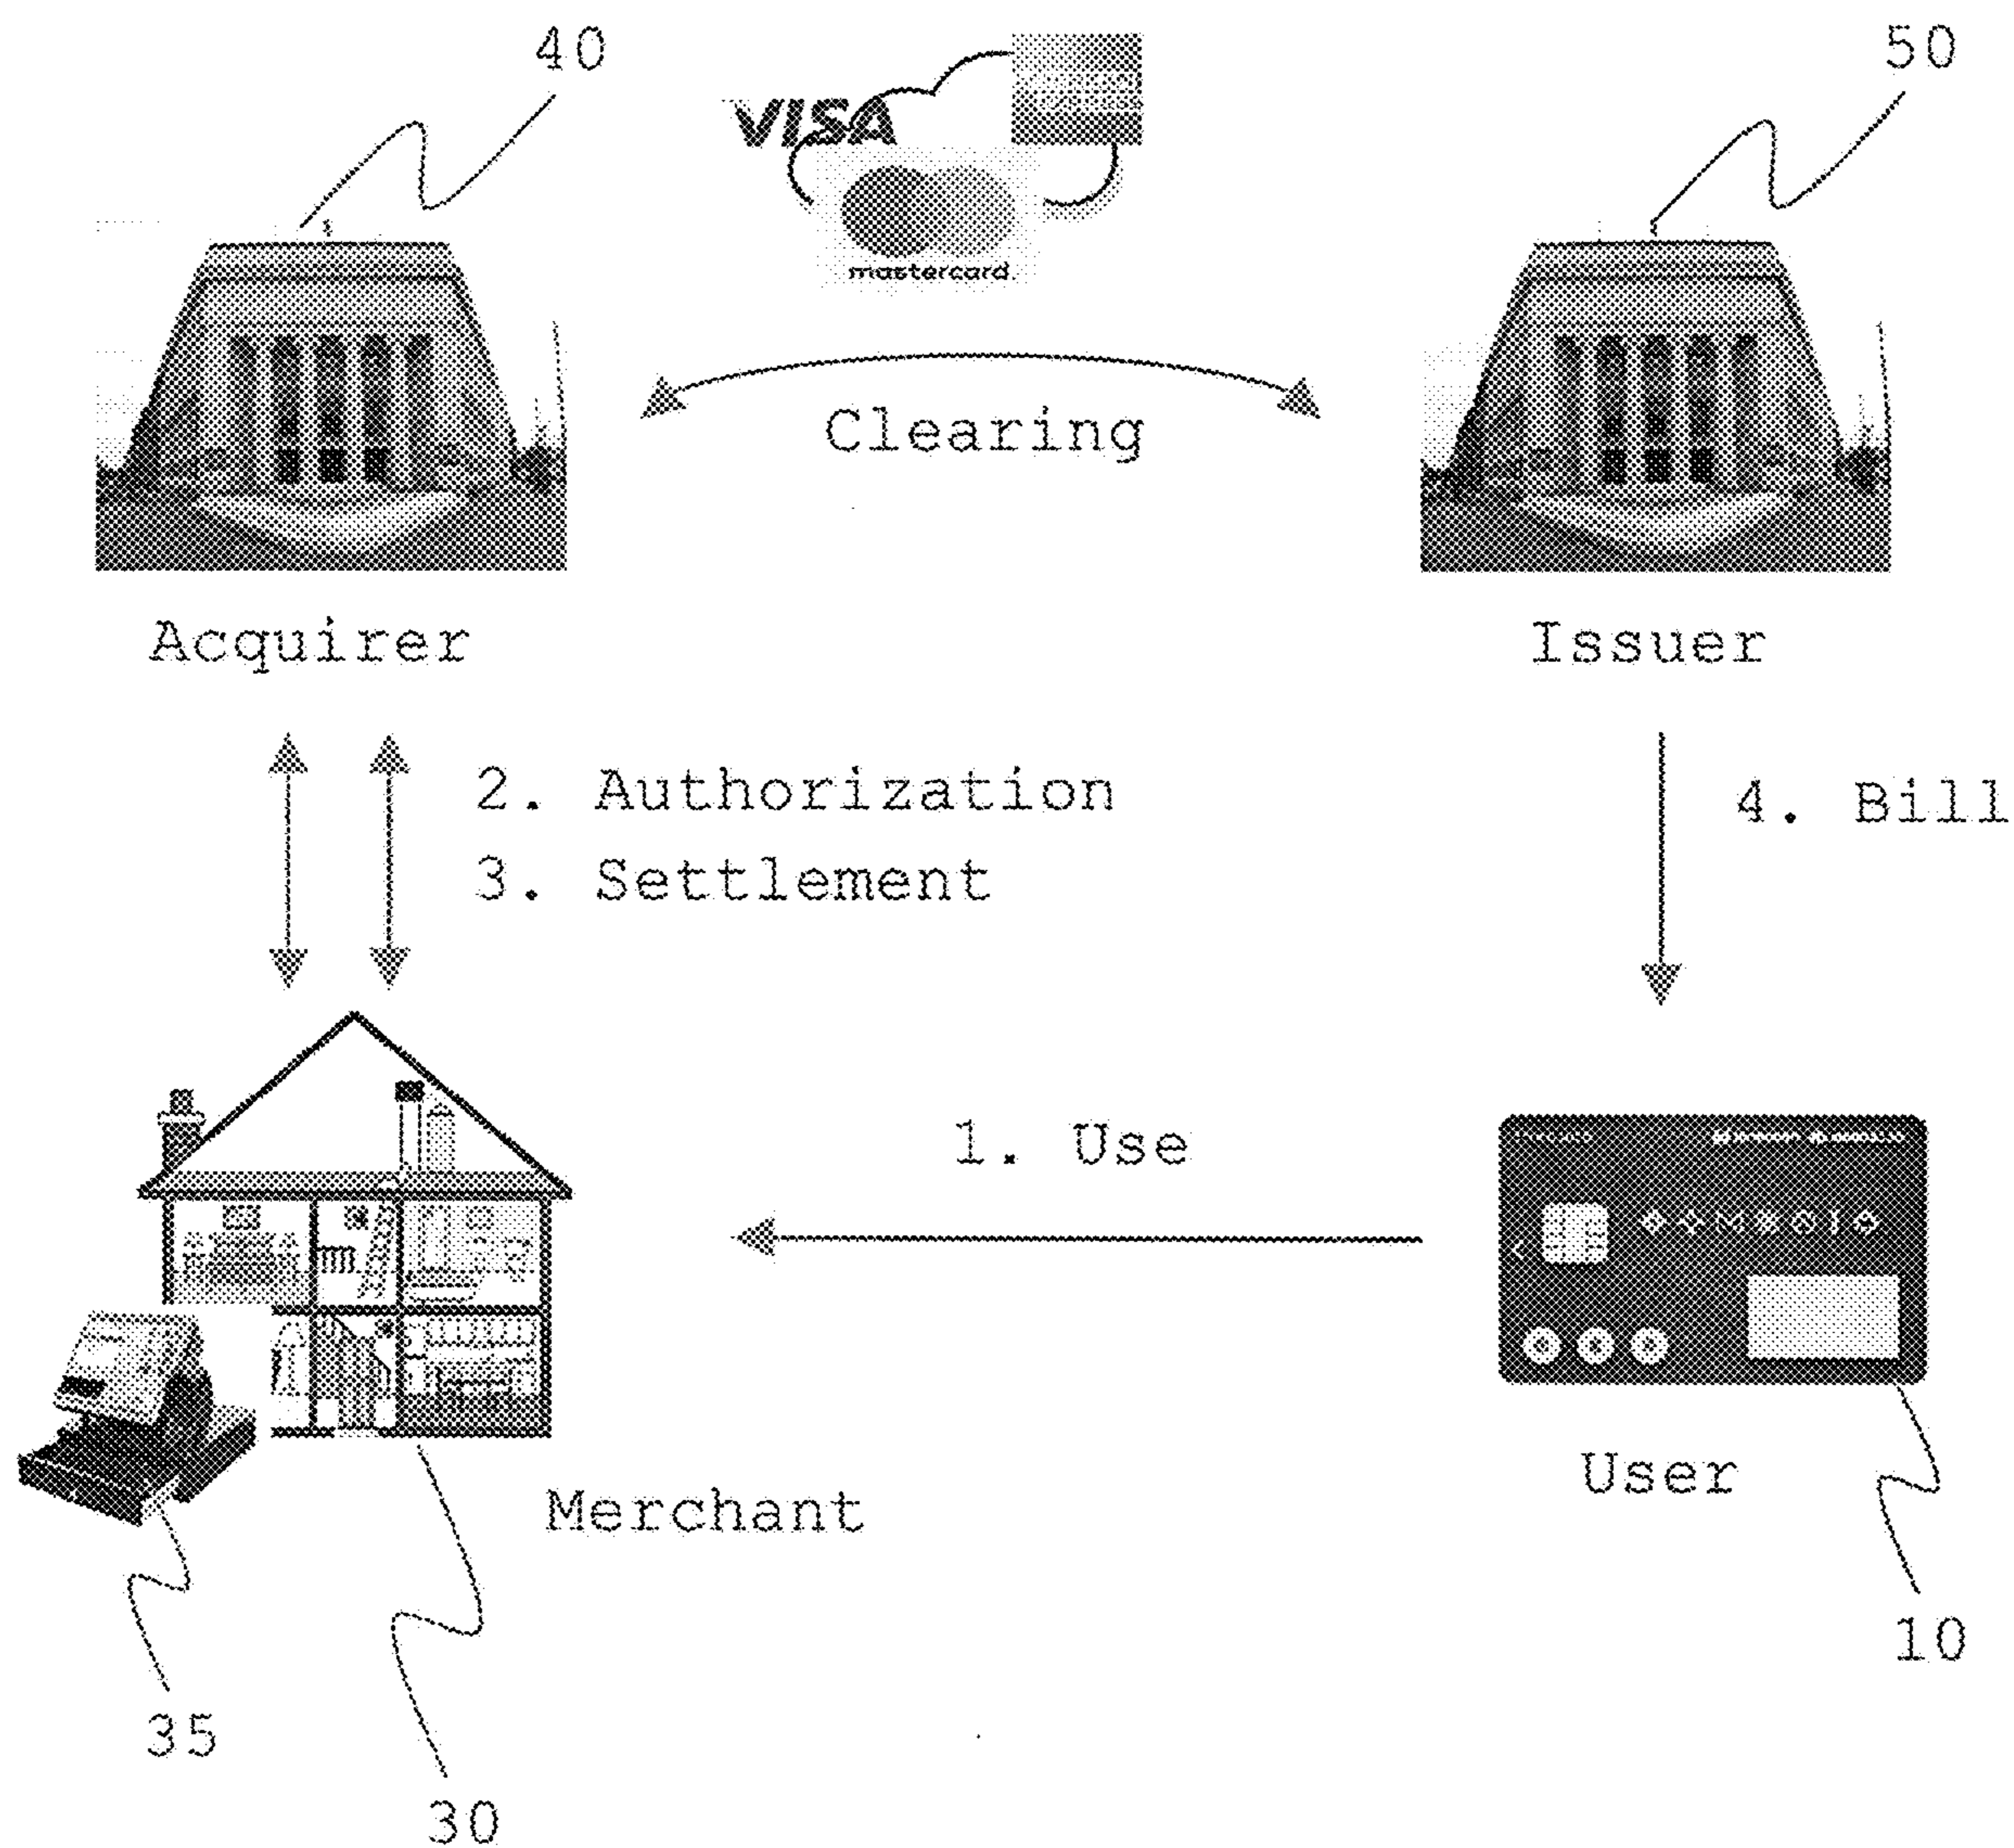 40
50
VISA
mastercard.
Clearing
Acquirer
Issuer
2. Authorization
3. Settlement
4. Bill
1. Use
User
Merchant
10
35
30